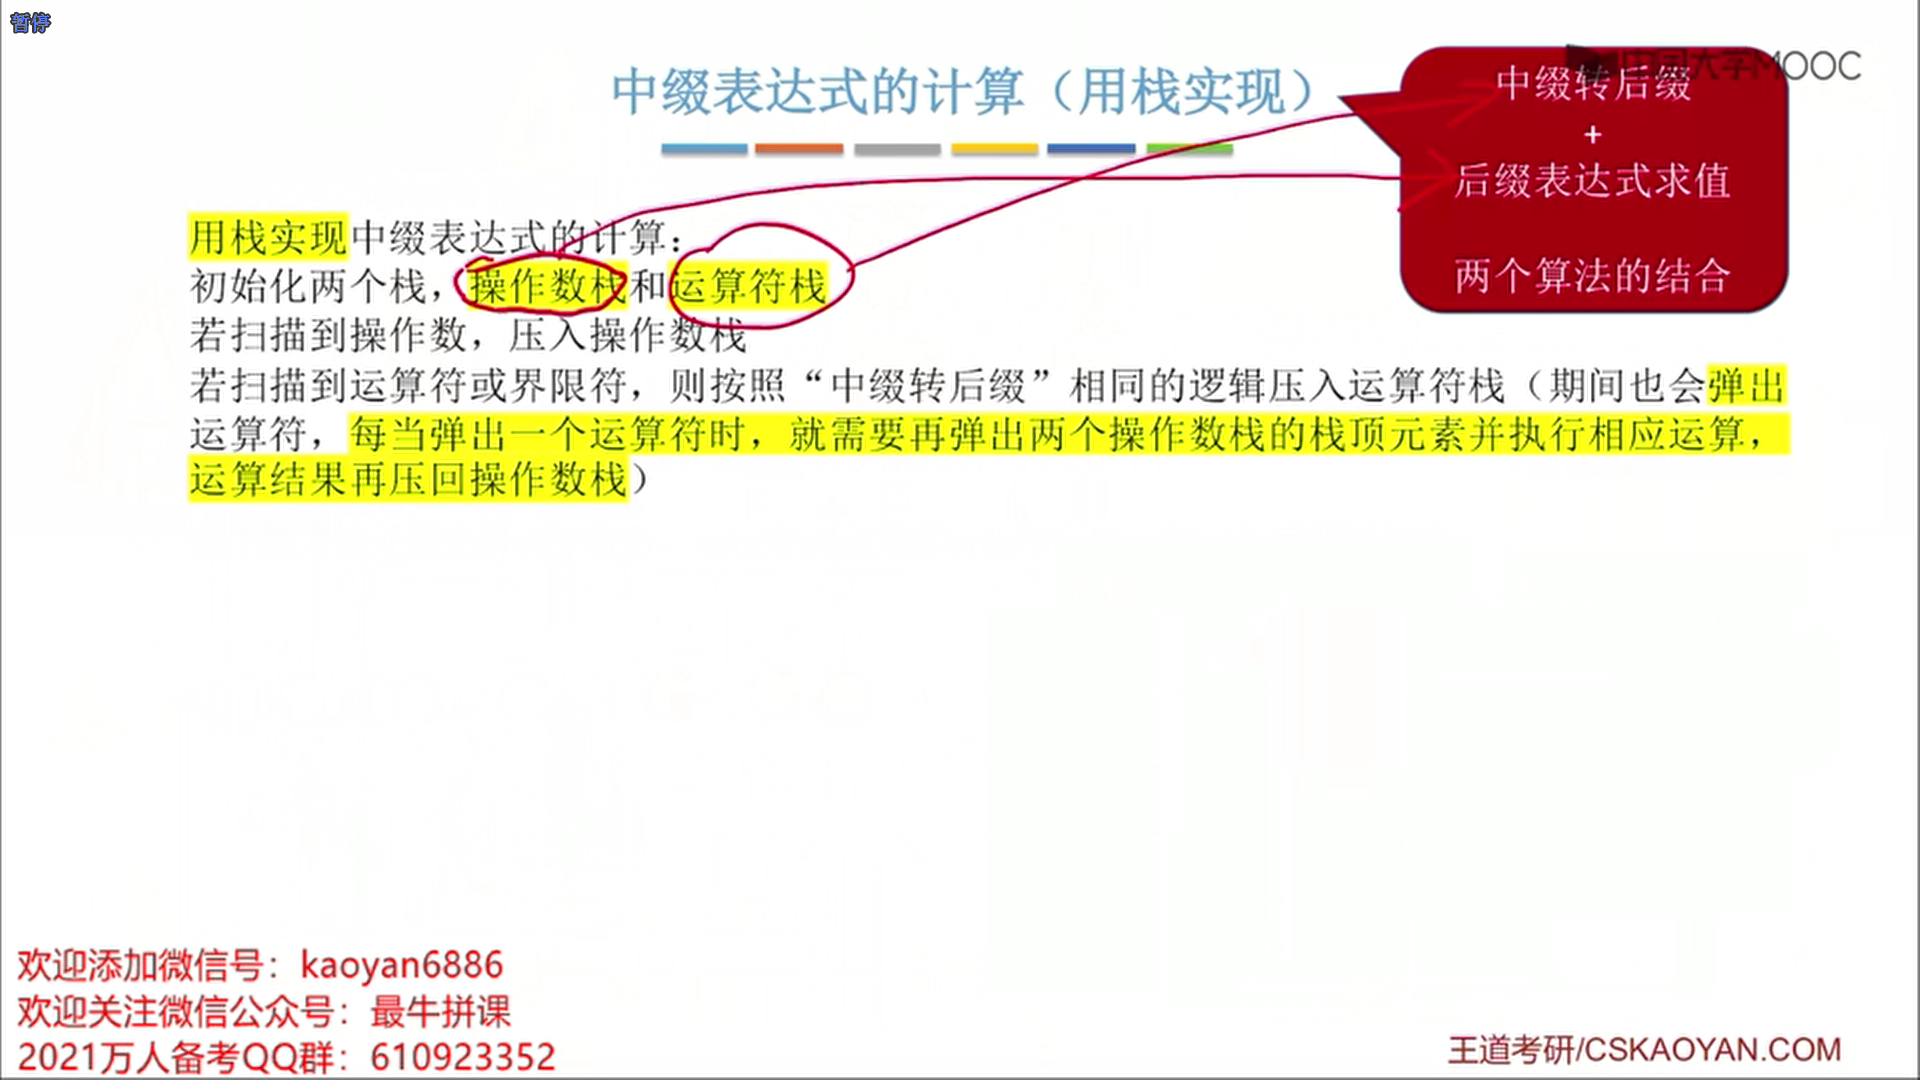 暂停
中国大学MOOC
中缀表达式的计算（用栈实现）
中缀转后缀
+
后缀表达式求值
两个算法的结合
用栈实现中缀表达式的计算：
初始化两个栈，操作数栈和运算符栈
若扫描到操作数，压入操作数栈
若扫描到运算符或界限符，则按照“中缀转后缀”相同的逻辑压入运算符栈（期间也会弹出
运算符，每当弹出一个运算符时，就需要再弹出两个操作数栈的栈顶元素并执行相应运算，
运算结果再压回操作数栈）
欢迎添加微信号：kaoyan6886
欢迎关注微信公众号：最牛拼课
2021万人备考QQ群：610923352
王道考研/CSKAOYAN.COM